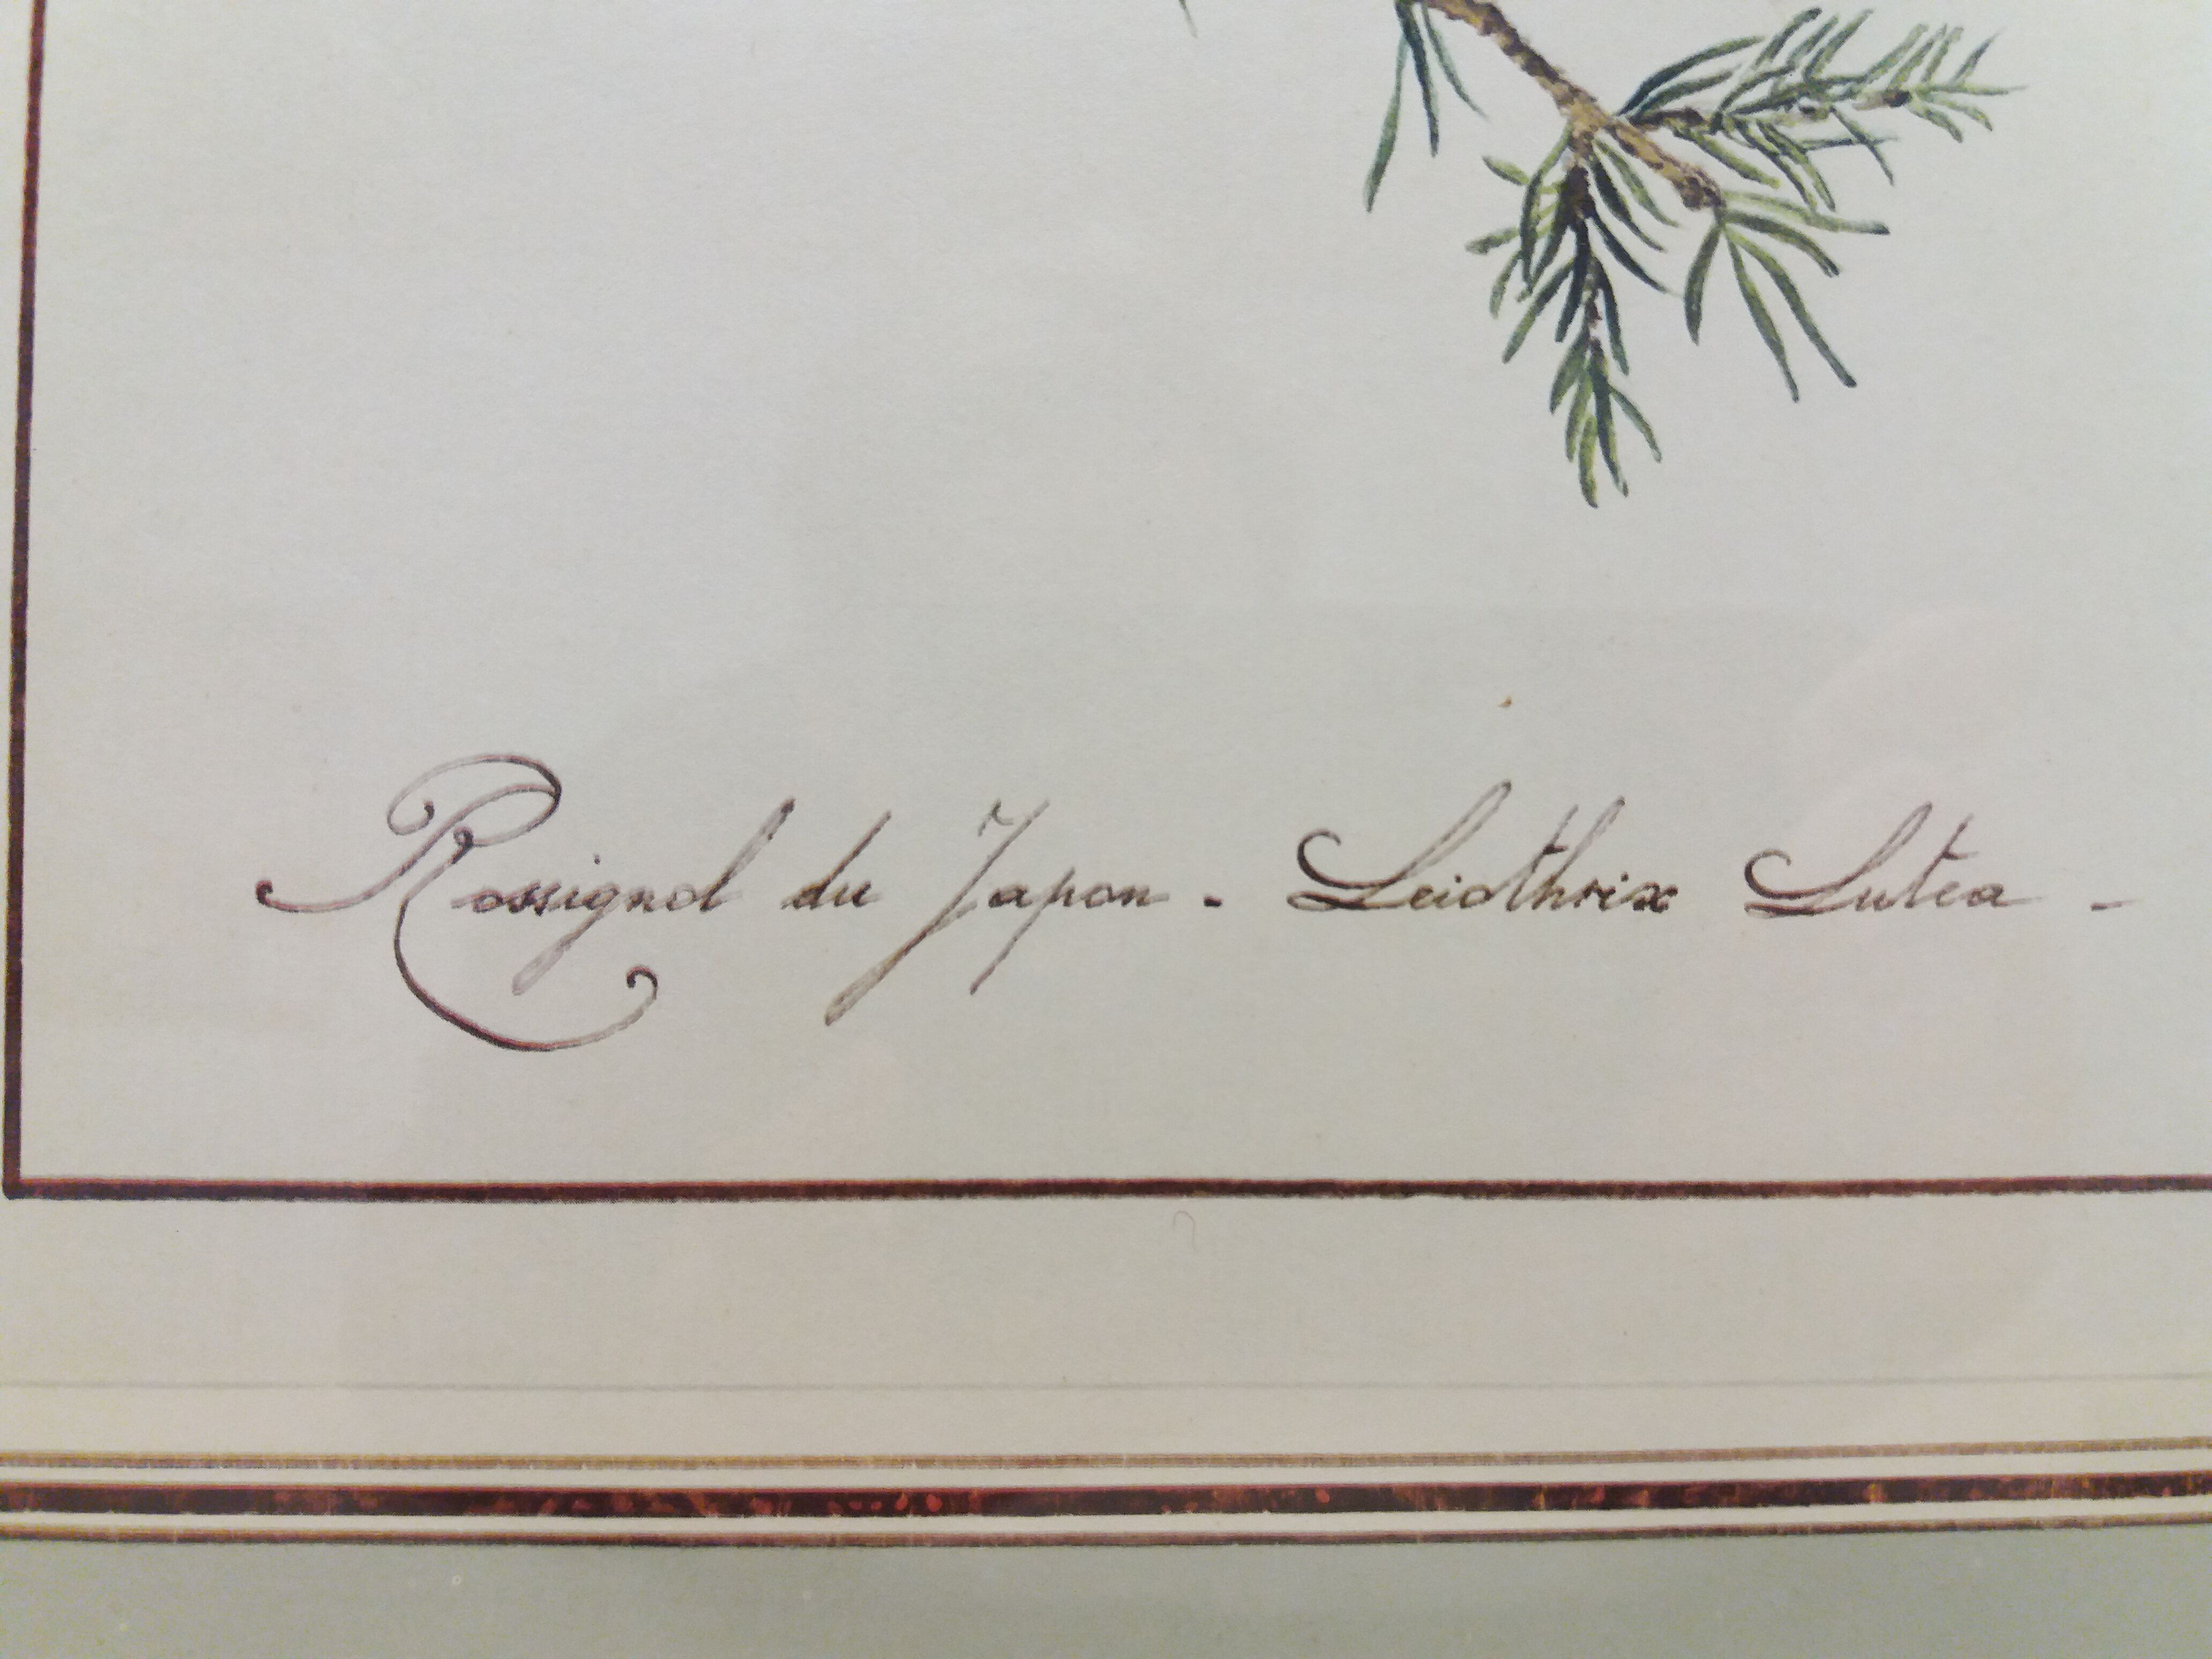 Rossignol du Japon - Leiothrix Lutea -